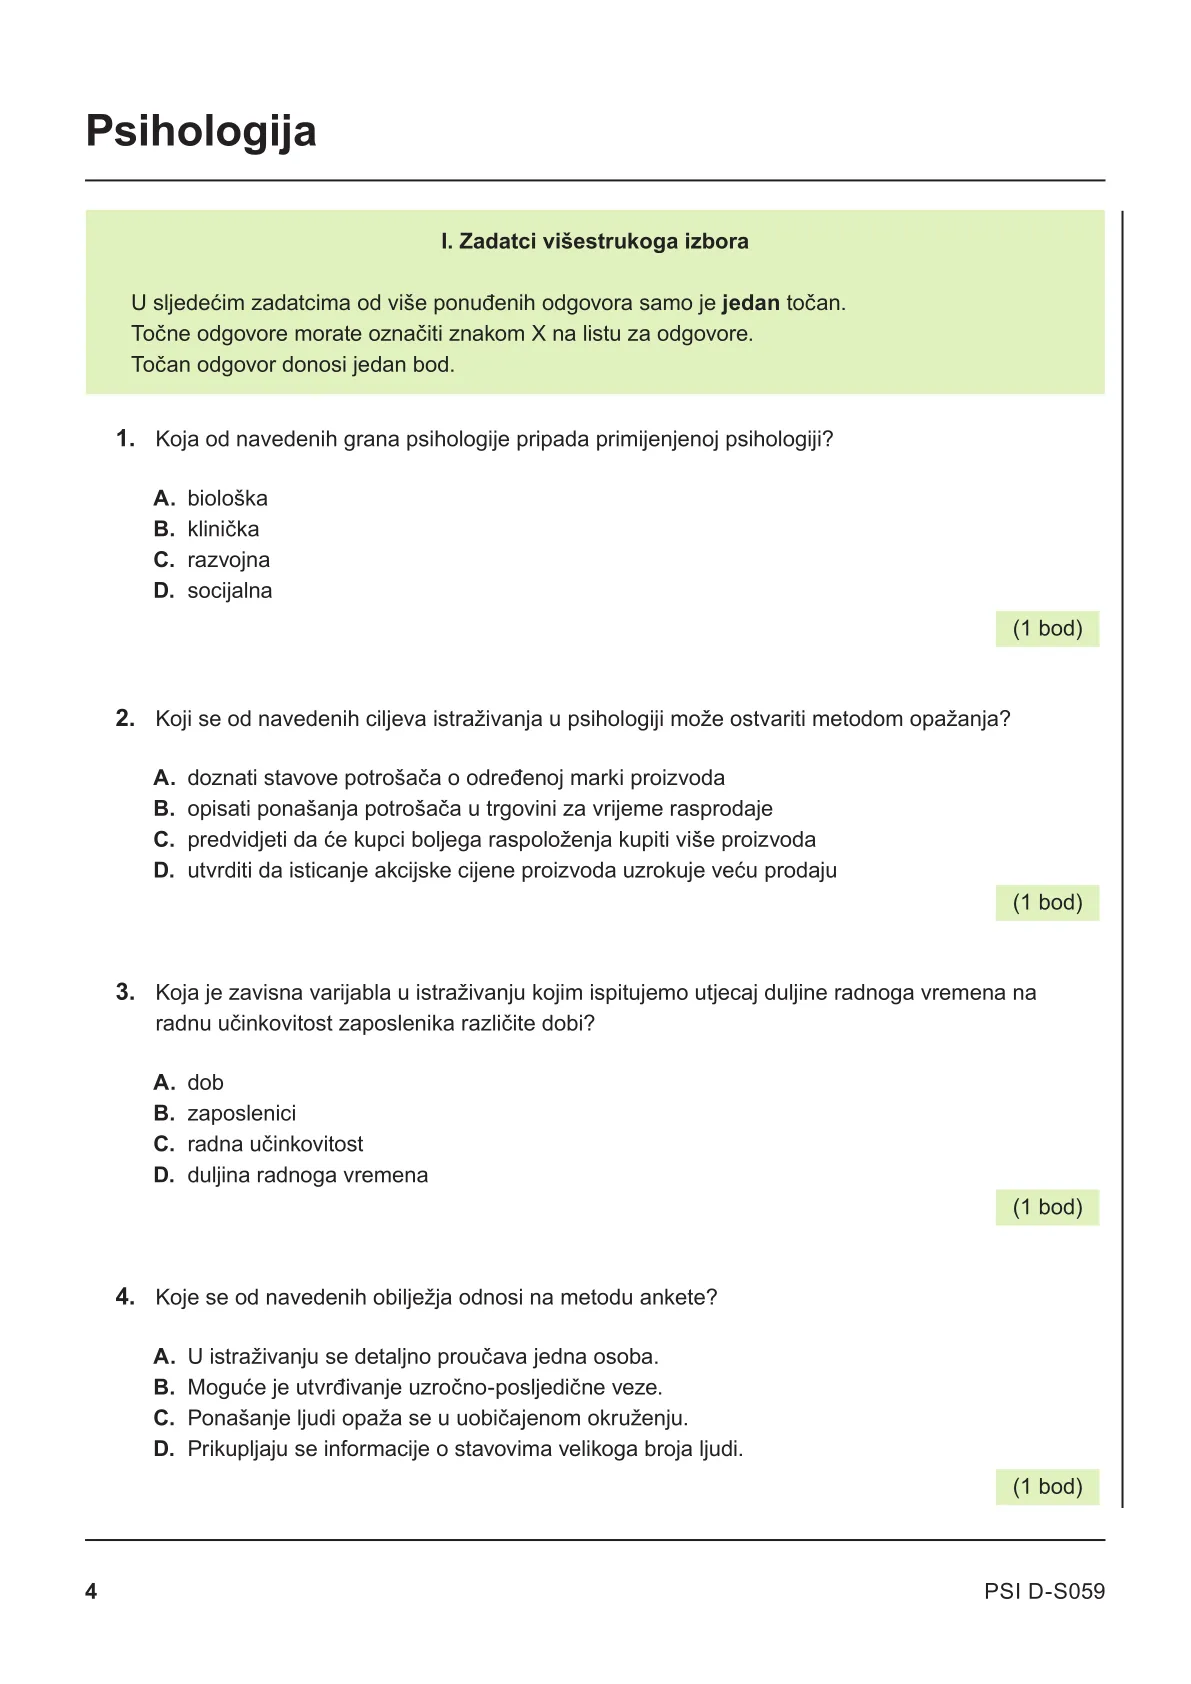 Psihologija
I. Zadatci višestrukoga izbora
U sljedećim zadatcima od više ponuđenih odgovora samo je jedan točan.
Točne odgovore morate označiti znakom X na listu za odgovore.
Točan odgovor donosi jedan bod.
1. Koja od navedenih grana psihologije pripada primijenjenoj psihologiji?
A. biološka
B. klinička
C. razvojna
D. socijalna
(1 bod)
2. Koji se od navedenih ciljeva istraživanja u psihologiji može ostvariti metodom opažanja?
A. doznati stavove potrošača o određenoj marki proizvoda
B. opisati ponašanja potrošača u trgovini za vrijeme rasprodaje
C. predvidjeti da će kupci boljega raspoloženja kupiti više proizvoda
D. utvrditi da isticanje akcijske cijene proizvoda uzrokuje veću prodaju
(1 bod)
3. Koja je zavisna varijabla u istraživanju kojim ispitujemo utjecaj duljine radnoga vremena na
radnu učinkovitost zaposlenika različite dobi?
A. dob
B. zaposlenici
C. radna učinkovitost
D. duljina radnoga vremena
(1 bod)
4. Koje se od navedenih obilježja odnosi na metodu ankete?
A. U istraživanju se detaljno proučava jedna osoba.
B. Moguće je utvrđivanje uzročno-posljedične veze.
C. Ponašanje ljudi opaža se u uobičajenom okruženju.
D. Prikupljaju se informacije o stavovima velikoga broja ljudi.
(1 bod)
4
PSI D-S059